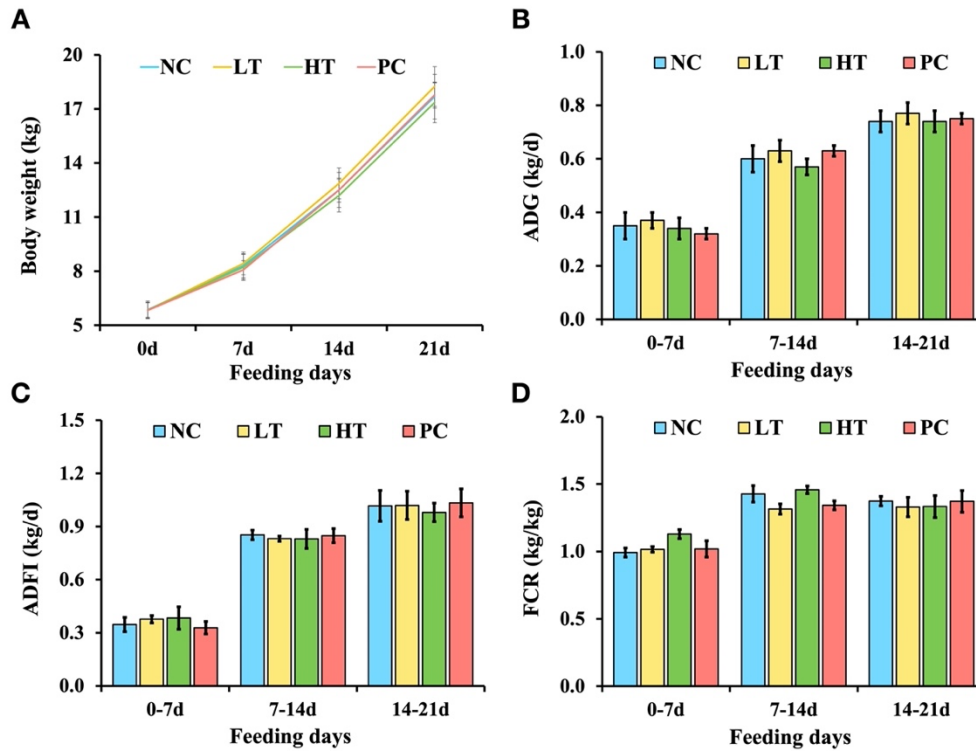 A
20
17
14
11
8
5
Body weight (kg)
NC LT HT PC
0d 7d 14d 21d
Feeding days
B
1.0
0.8
0.6
0.4
0.2
0.0
ADG (kg/d)
NC LT HT PC
0-7d 7-14d 14-21d
Feeding days
C
1.5
1.2
0.9
0.6
0.3
0.0
ADFI (kg/d)
NC LT HT PC
0-7d 7-14d 14-21d
Feeding days
D
2.0
1.5
1.0
0.5
0.0
FCR (kg/kg)
NC LT HT PC
0-7d 7-14d 14-21d
Feeding days